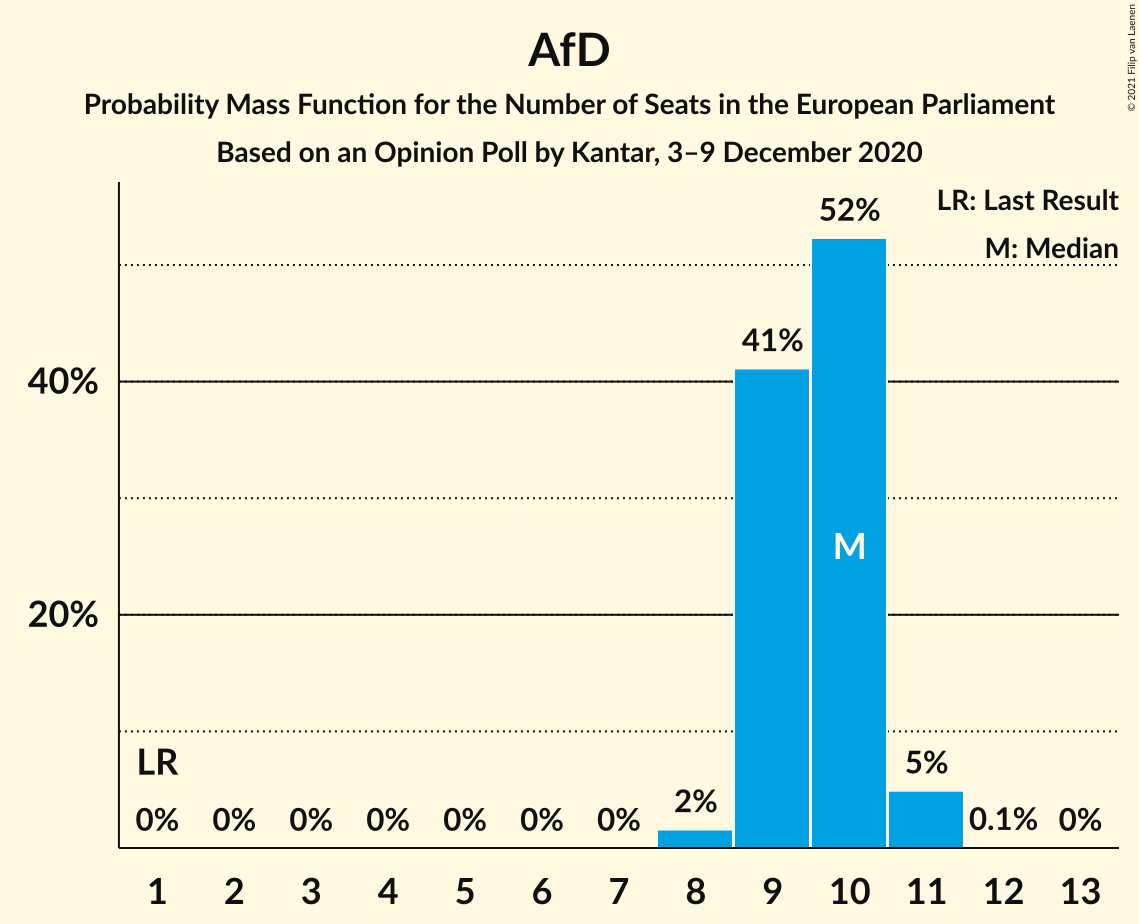 AfD
Probability Mass Function for the Number of Seats in the European Parliament
Based on an Opinion Poll by Kantar, 3–9 December 2020
© 2021 Filip van Laenen
LR: Last Result
M: Median
52%
41%
40%
M
20%
LR
5%
2%
0% 0% 0% 0% 0% 0% 0% 0.1% 0%
1 2 3 4 5 6 7 8 9 10 11 12 13